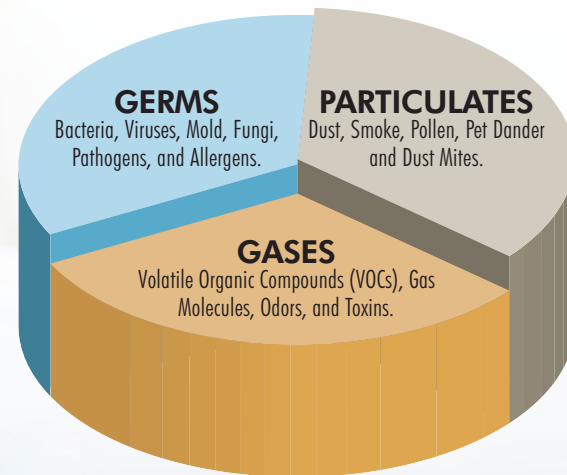 GERMS
Bacteria, Viruses, Mold, Fungi,
Pathogens, and Allergens.
PARTICULATES
Dust, Smoke, Pollen, Pet Dander
and Dust Mites.
GASES
Volatile Organic Compounds (VOCs), Gas
Molecules, Odors, and Toxins.